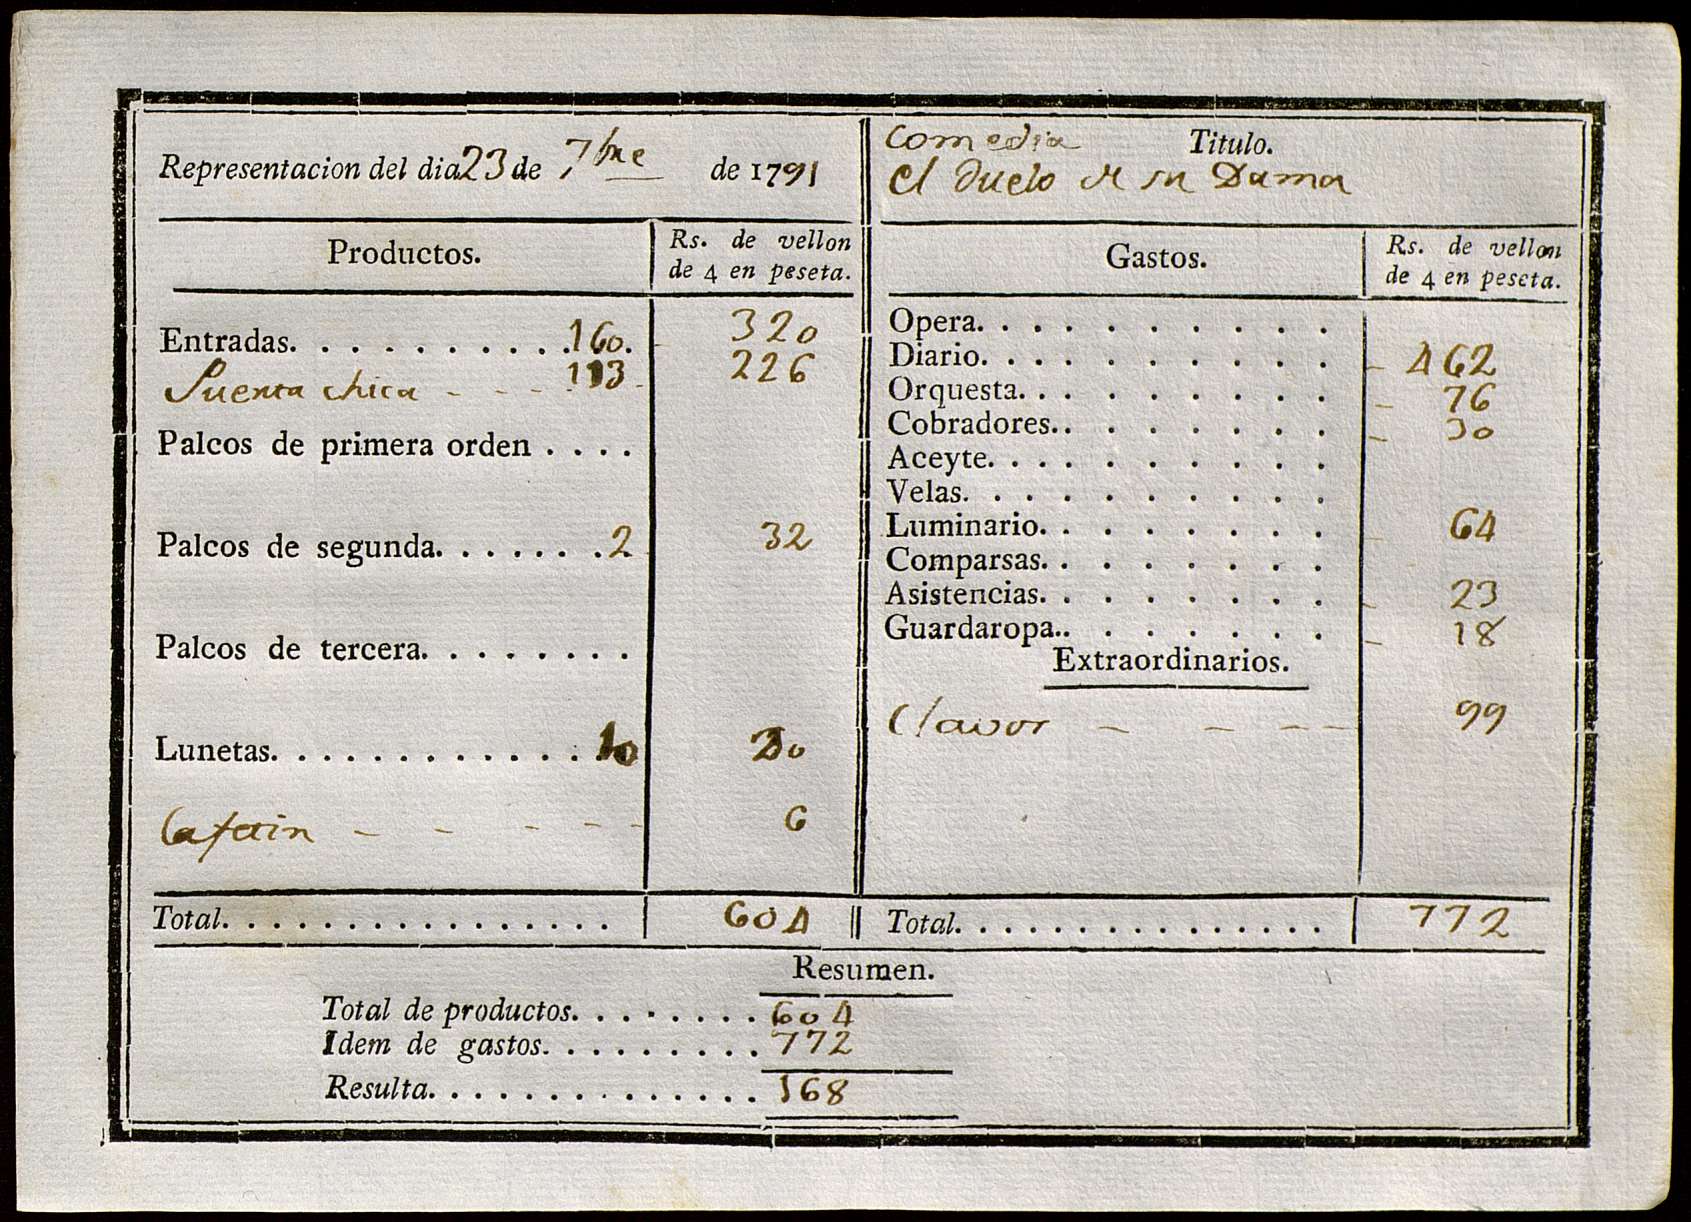 Representacion del dia 23 de 7bre de 1791
Productos. Rs. de vellon de 4 en peseta.
Entradas. 160. 320
Puerta chica 113 226
Palcos de primera orden
Palcos de segunda. 2 32
Palcos de tercera.
Lunetas. 10 20
6
Total. 604
Comedia Titulo.
el duelo de su Dama
Gastos. Rs. de vellon de 4 en peseta.
Opera.
Diario. 462
Orquesta. 76
Cobradores. 30
Aceyte.
Velas.
Luminario. 64
Comparsas.
Asistencias. 23
Guardaropa. 18
Extraordinarios.
99
Total. 772
Resumen.
Total de productos. 604
Idem de gastos. 772
Resulta. 168